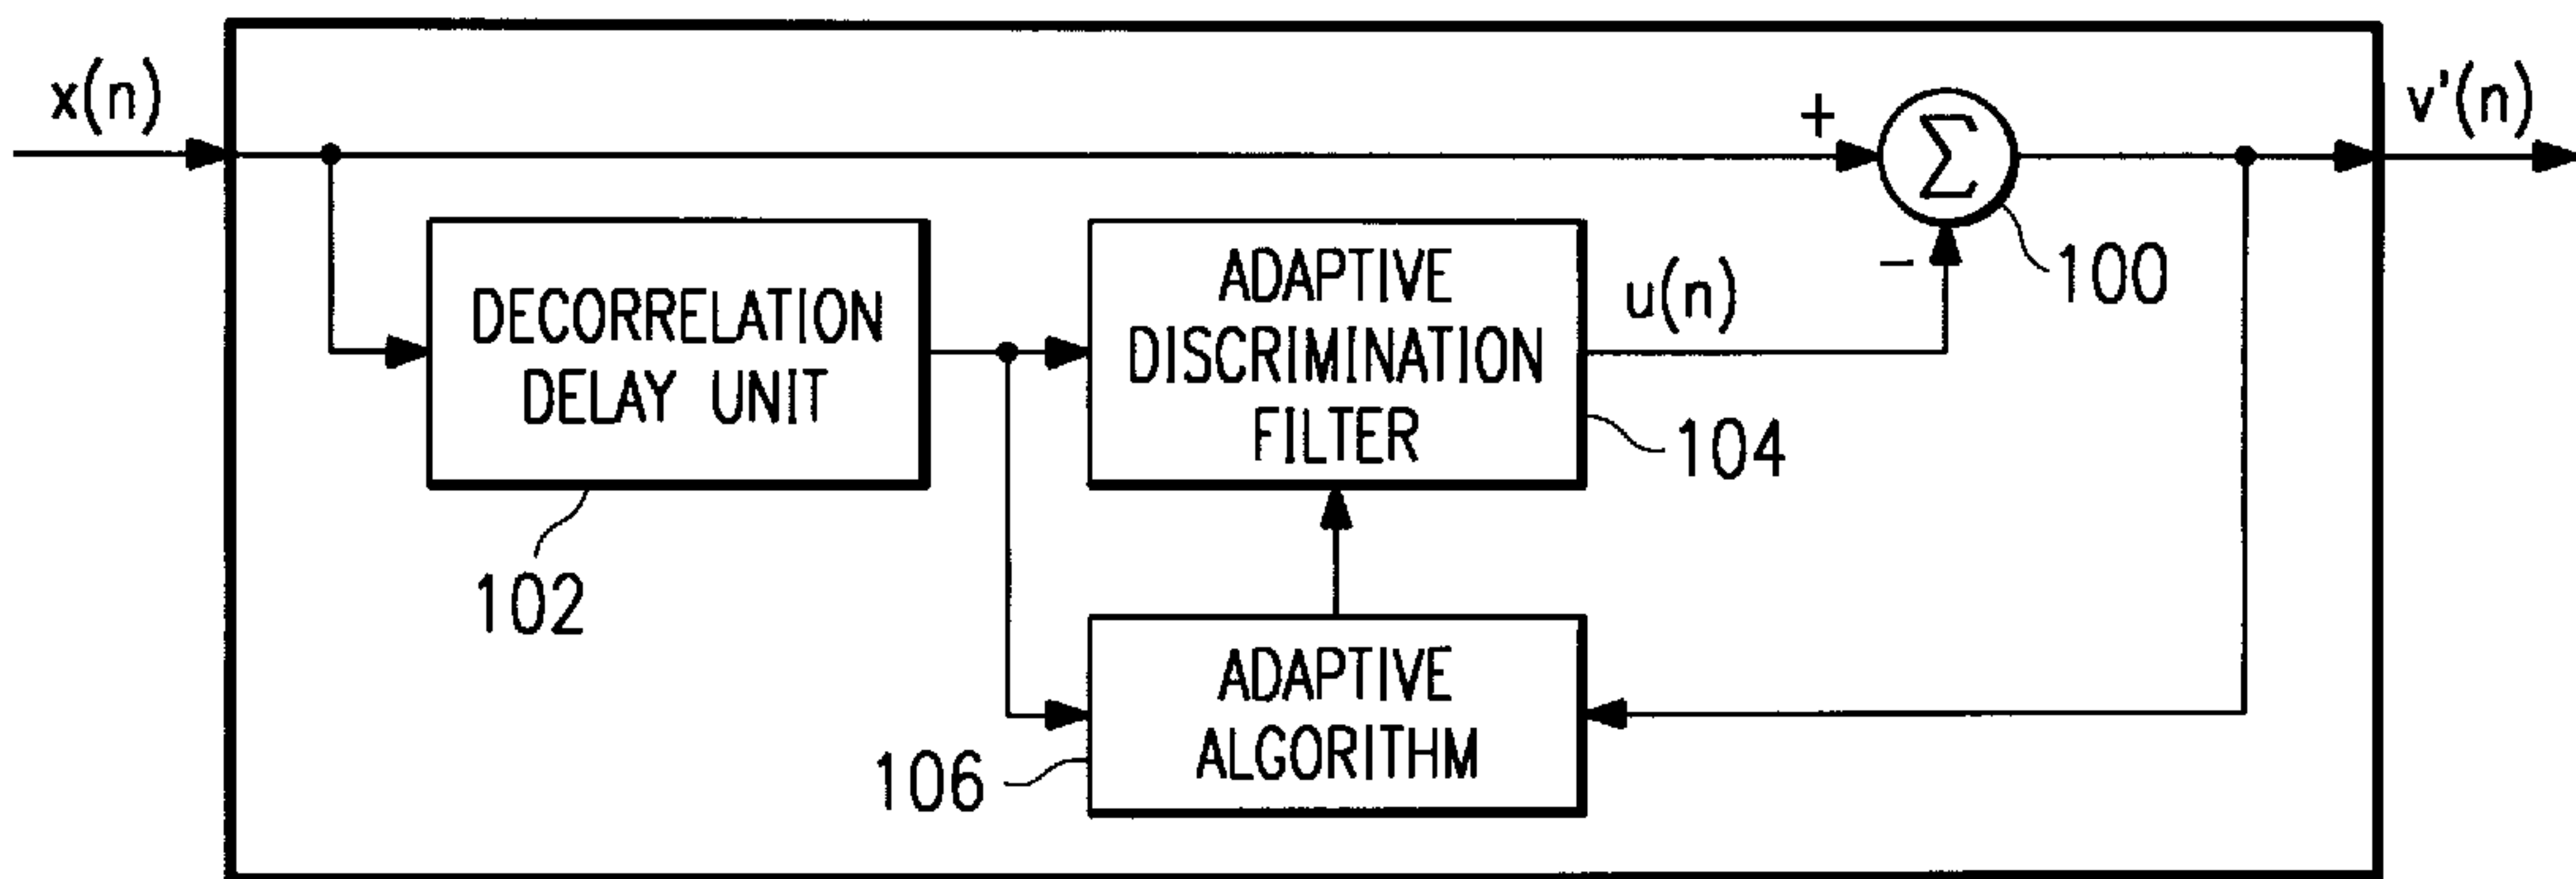 x(n)
v'(n)
+
Σ
-
100
DECORRELATION
DELAY UNIT
102
ADAPTIVE
DISCRIMINATION
FILTER
u(n)
104
ADAPTIVE
ALGORITHM
106